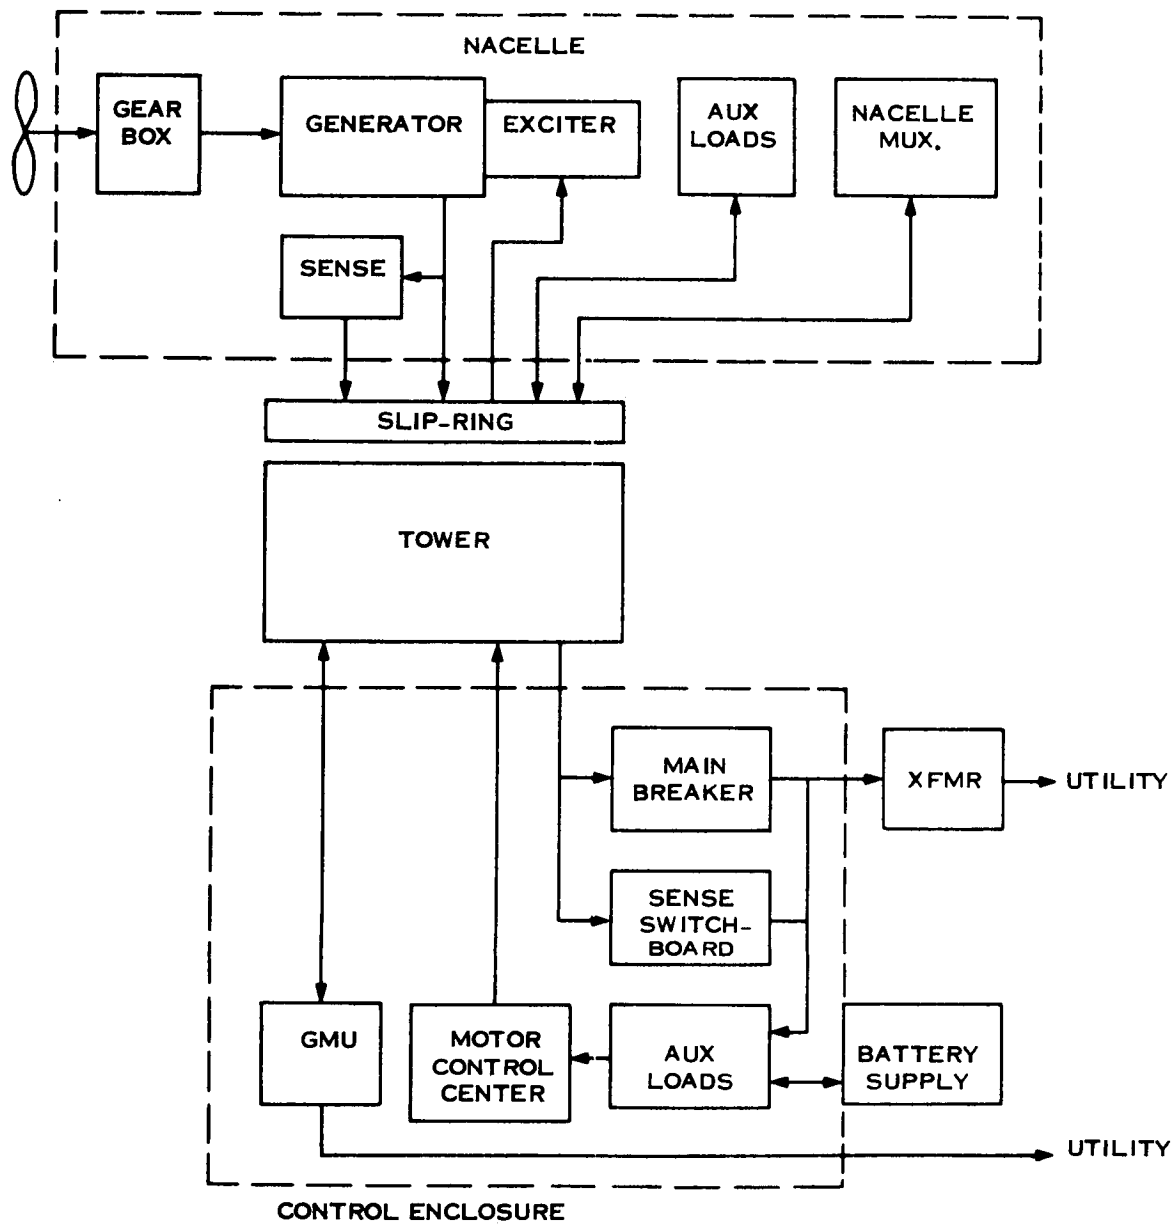 NACELLE
GEAR
BOX
GENERATOR
EXCITER
AUX
LOADS
NACELLE
MUX.
SENSE
SLIP-RING
TOWER
MAIN
BREAKER
XFMR
UTILITY
SENSE
SWITCH-
BOARD
GMU
MOTOR
CONTROL
CENTER
AUX
LOADS
BATTERY
SUPPLY
UTILITY
CONTROL ENCLOSURE